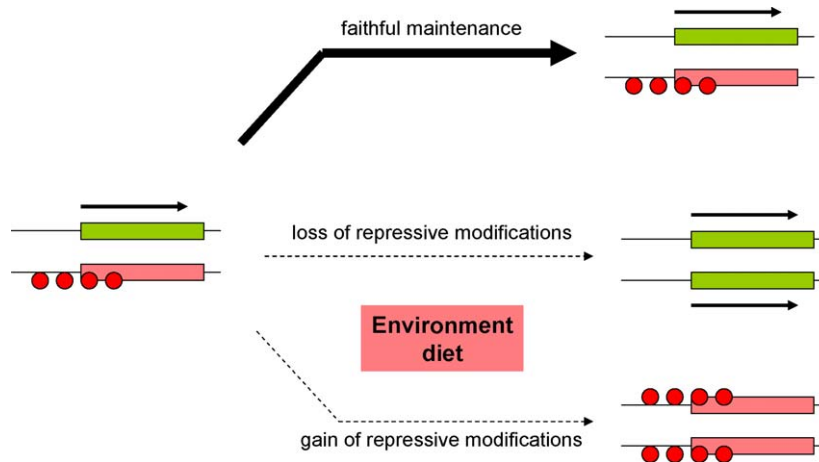 faithful maintenance
loss of repressive modifications
Environment
diet
gain of repressive modifications